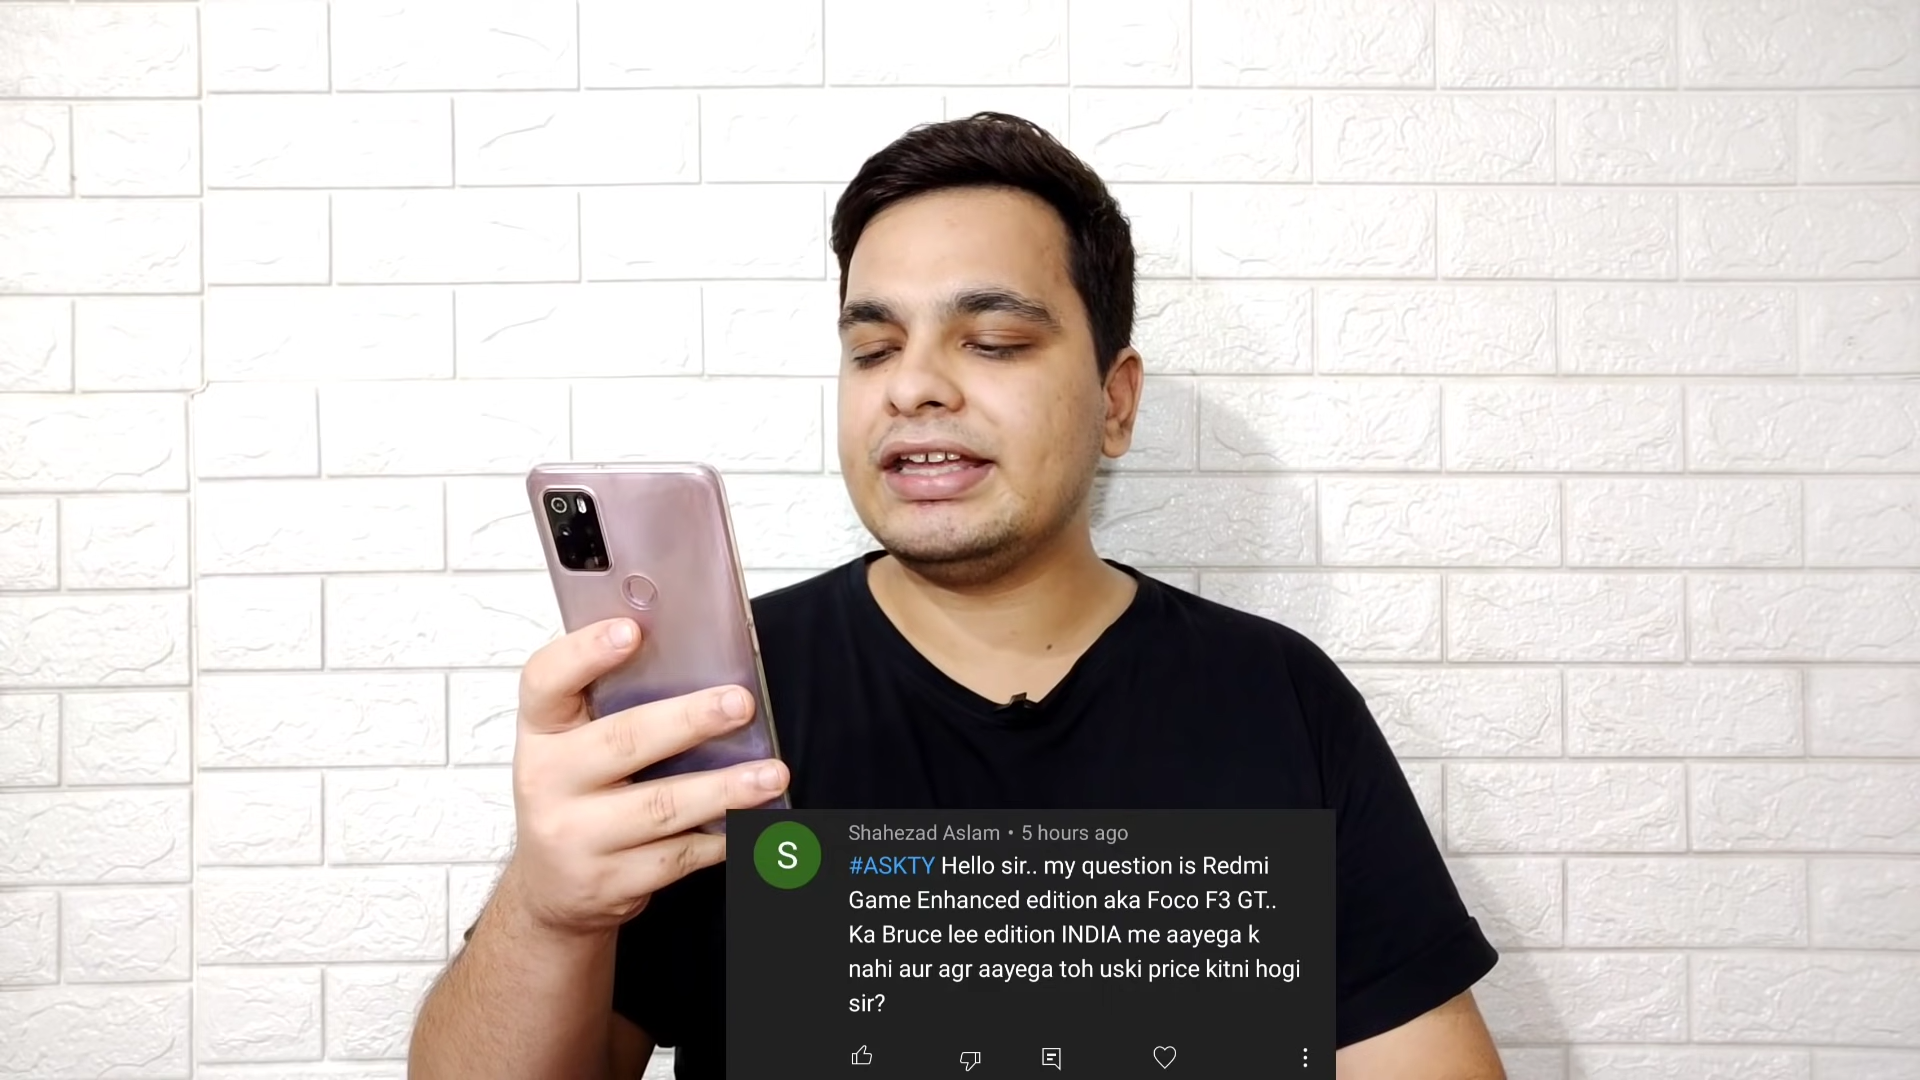 S
Shahezad Aslam • 5 hours ago
#ASKTY Hello sir.. my question is Redmi
Game Enhanced edition aka Foco F3 GT..
Ka Bruce lee edition INDIA me aayega k
nahi aur agr aayega toh uski price kitni hogi
sir?